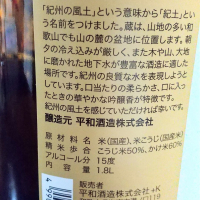 「紀州の風土」という意味から「紀土」とい
う名前をつけました。蔵は、山地の多い和
歌山でも山の麓の盆地に位置します。朝
夕の冷え込みが厳しく、また木や山、大
地に磨かれた地下水が豊富な酒造に適した
場所です。紀州の良質な水を表現しようと
しています。口当たりの柔らかさ、口に入っ
たときの華やかな吟醸香が特徴です。
紀州の風土を感じていただければ幸いです。
醸造元 平和酒造株式会社
原材料名 米(国産)、米こうじ(国産米)
精米歩合 こうじ米50%、かけ米60%
アルコール分 15度
内容量 1.8L
販売者
平和酒造株式会社+K